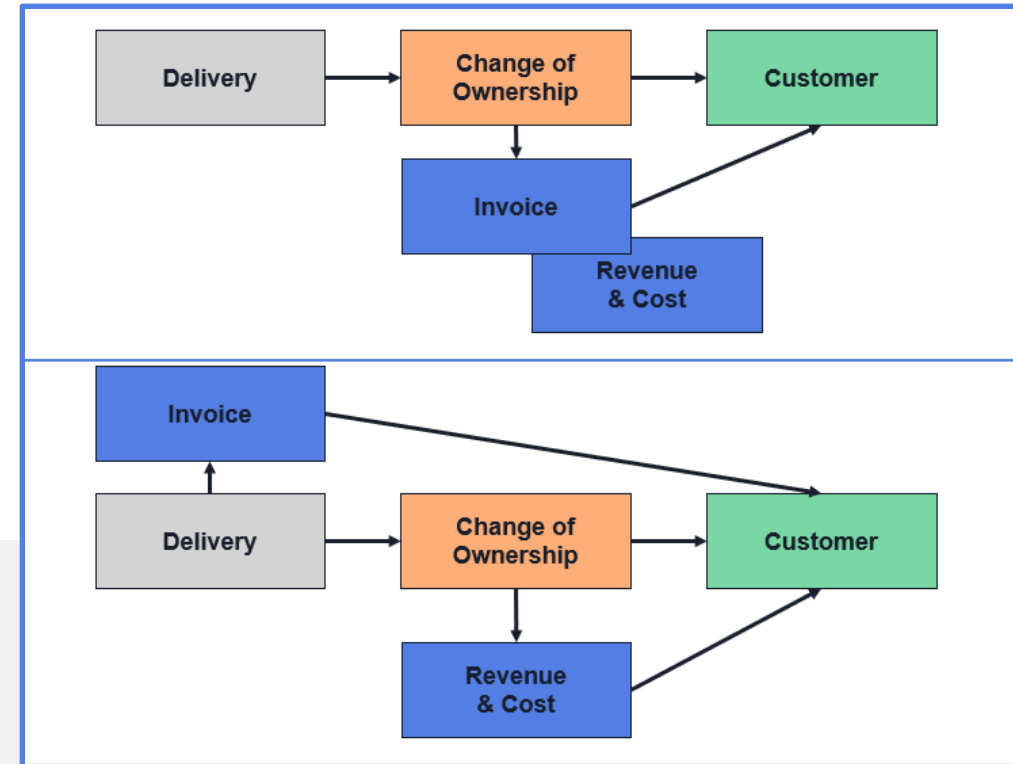 Delivery
Change of
Ownership
Customer
Invoice
Revenue
& Cost
Invoice
Delivery
Change of
Ownership
Customer
Revenue
& Cost